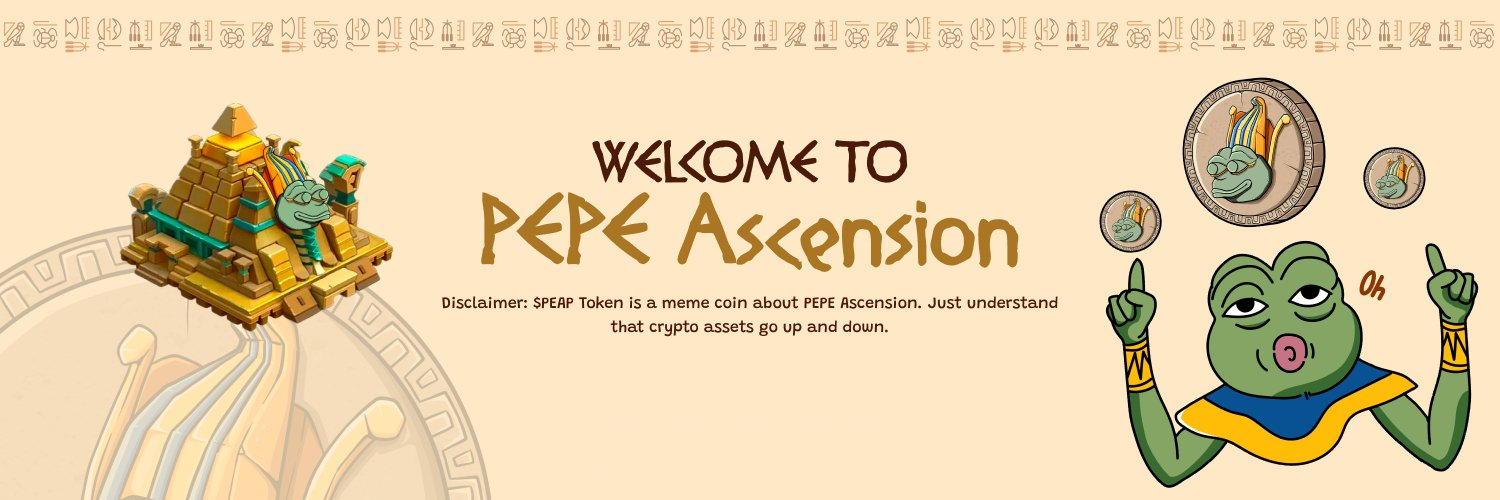 WELCOME TO
PEPE Ascension
Disclaimer: $PEAP Token is a meme coin about PEPE Ascension. Just understand
that crypto assets go up and down.
Oh